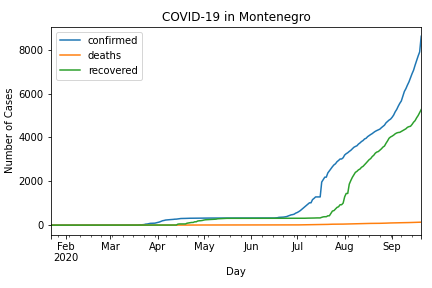 COVID-19 in Montenegro
confirmed
deaths
recovered
Number of Cases
8000
6000
4000
2000
0
Feb Mar Apr May Jun Jul Aug Sep
2020
Day